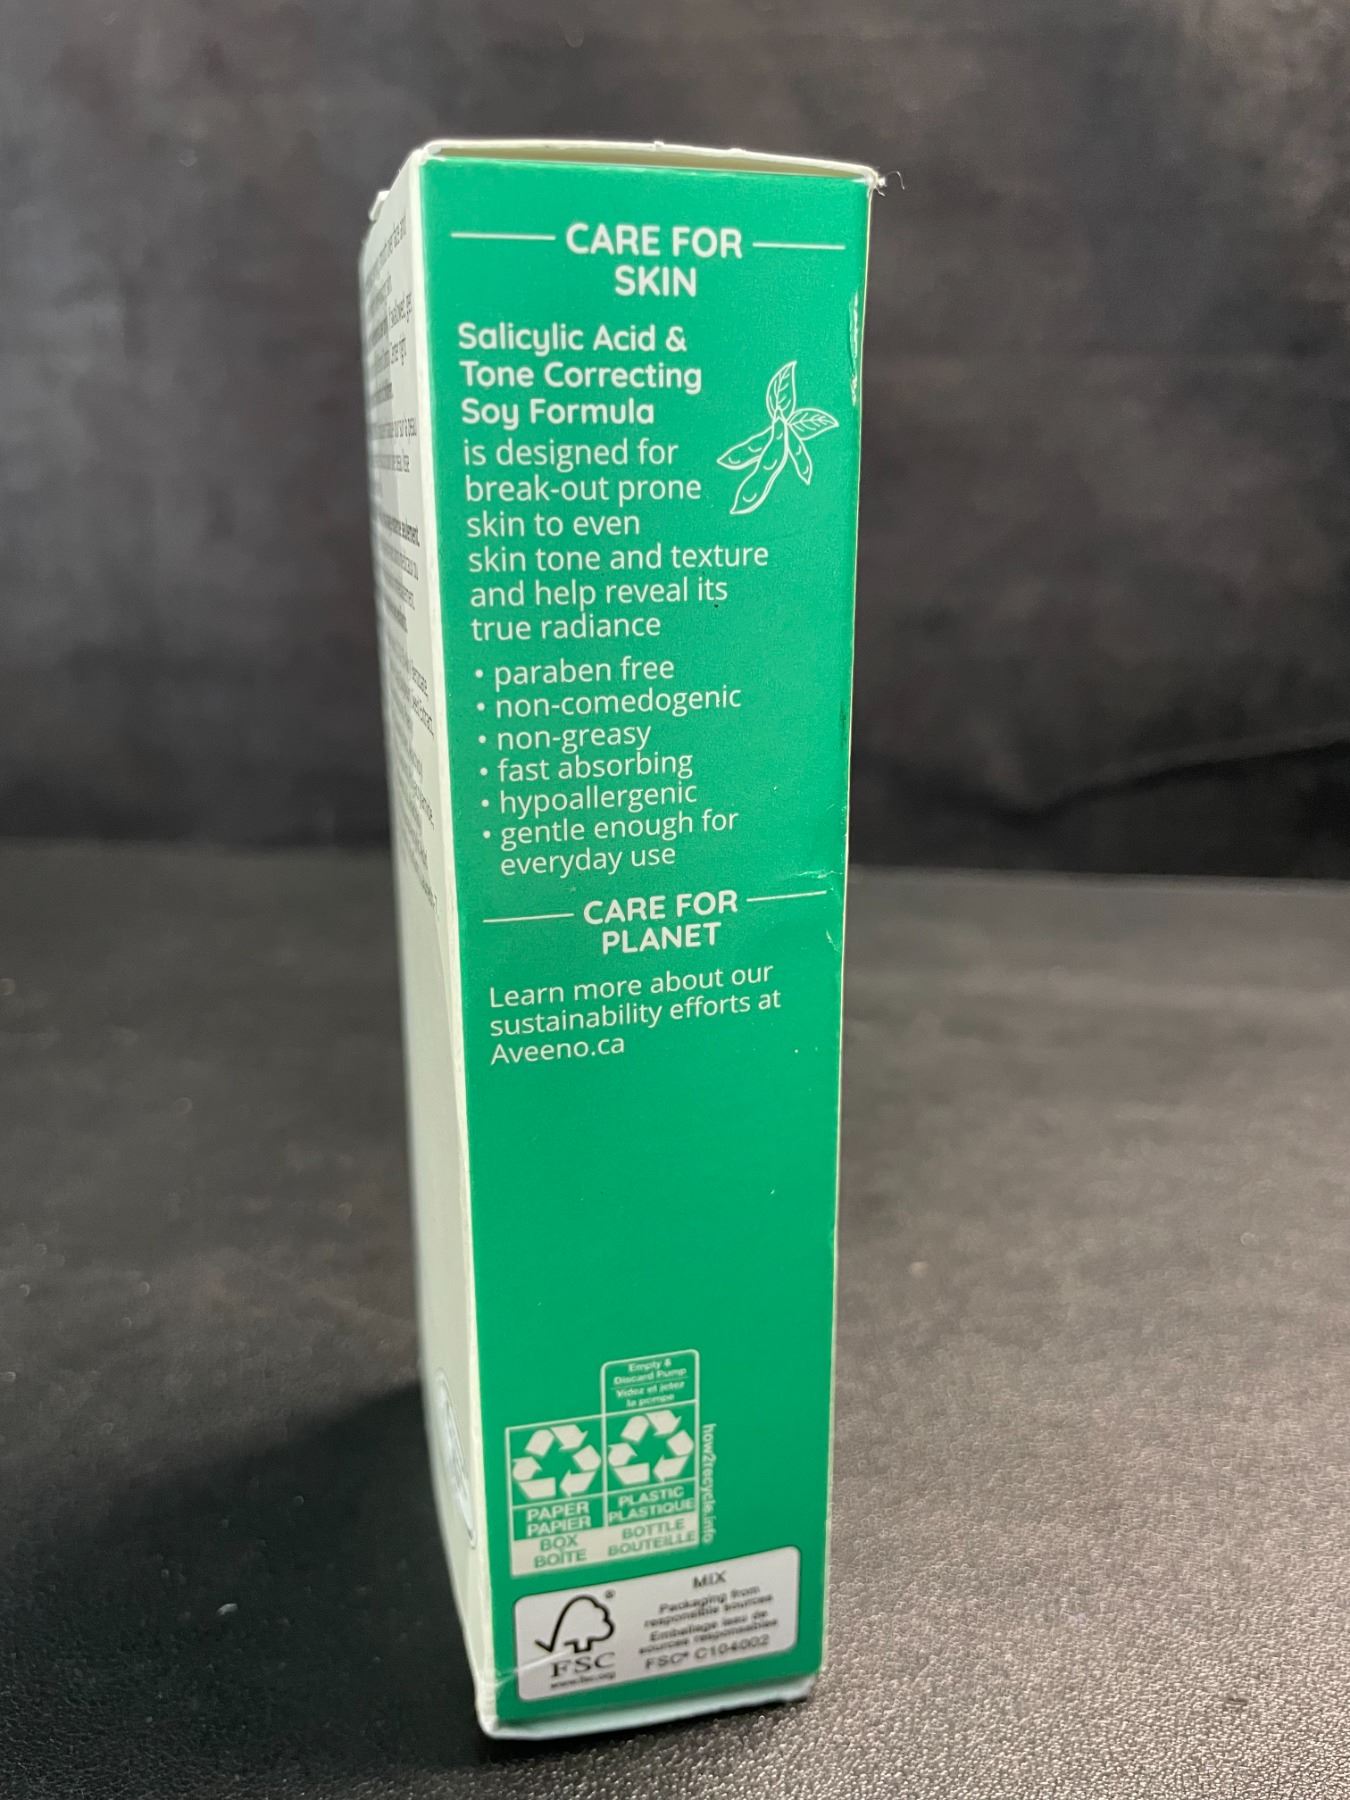 CARE FOR
SKIN
Salicylic Acid &
Tone Correcting
Soy Formula
is designed for
break-out prone
skin to even
skin tone and texture
and help reveal its
true radiance
• paraben free
• non-comedogenic
• non-greasy
• fast absorbing
• hypoallergenic
• gentle enough for
everyday use
CARE FOR
PLANET
Learn more about our
sustainability efforts at
Aveeno.ca
Empty &
Discard Pump
Videz et jetez
la pompe
PAPER
PAPIER
BOX
BOÎTE
PLASTIC
PLASTIQUE
BOTTLE
BOUTEILLE
how2recycle.info
FSC
www.fsc.org
MIX
Packaging from
responsible sources
Emballage issu de
sources responsables
FSC® C104002